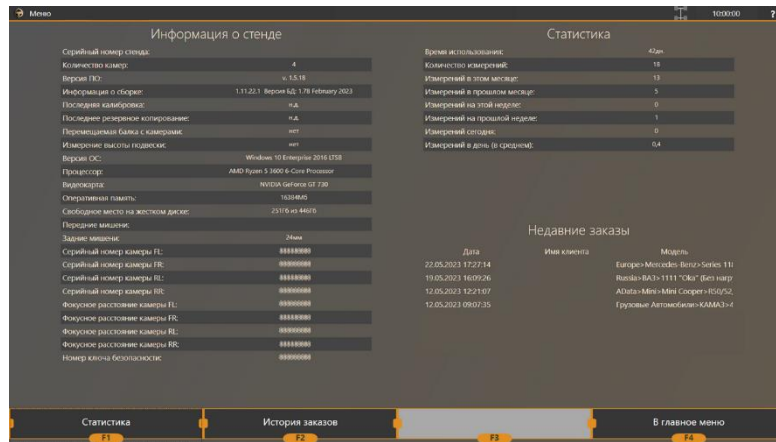 Меню
10:00:00 ?
Информация о стенде
Серийный номер стенда:
Количество камер: 4
Версия ПО: v. 1.5.18
Информация о сборке: 1.11.22.1 Версия БД: 1.78 February 2023
Последняя калибровка: н.д.
Последнее резервное копирование: н.д.
Перемещаемая балка с камерами: нет
Измерение высоты подвески: нет
Версия ОС: Windows 10 Enterprise 2016 LTSB
Процессор: AMD Ryzen 5 3600 6-Core Processor
Видеокарта: NVIDIA GeForce GT 730
Оперативная память: 16384Мб
Свободное место на жестком диске: 251Гб из 446Гб
Передние мишени:
Задние мишени: 24мм
Серийный номер камеры FL:
Серийный номер камеры FR:
Серийный номер камеры RL:
Серийный номер камеры RR:
Фокусное расстояние камеры FL:
Фокусное расстояние камеры FR:
Фокусное расстояние камеры RL:
Фокусное расстояние камеры RR:
Номер ключа безопасности:
Статистика
Время использования: 42дн.
Количество измерений: 18
Измерений в этом месяце: 13
Измерений в прошлом месяце: 5
Измерений на этой неделе: 0
Измерений на прошлой неделе: 1
Измерений сегодня: 0
Измерений в день (в среднем): 0,4
Недавние заказы
Дата Имя клиента Модель
22.05.2023 17:27:14 Europe>Mercedes-Benz>Series 11
19.05.2023 16:09:26 Russia>ВАЗ>1111 "Oka" (Без нагр
12.05.2023 12:21:07 AData>Mini>Mini Cooper>R50/52,
12.05.2023 09:07:35 Грузовые Автомобили>КАМАЗ>4
Статистика История заказов В главное меню
F1 F2 F3 F4